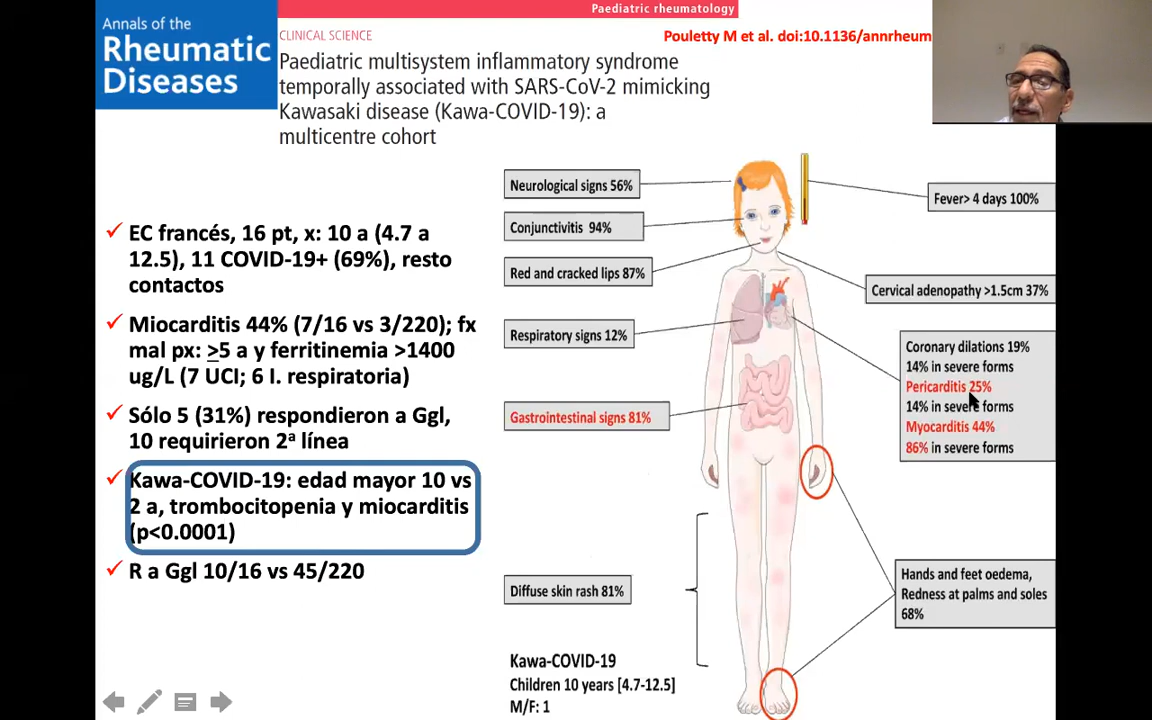 Annals of the
Rheumatic
Diseases
Paediatric rheumatology
CLINICAL SCIENCE
Pouletty M et al. doi:10.1136/annrheum
Paediatric multisystem inflammatory syndrome
temporally associated with SARS-CoV-2 mimicking
Kawasaki disease (Kawa-COVID-19): a
multicentre cohort
✓ EC francés, 16 pt, x: 10 a (4.7 a
12.5), 11 COVID-19+ (69%), resto
contactos
✓ Miocarditis 44% (7/16 vs 3/220); fx
mal px: >5 a y ferritinemia >1400
ug/L (7 UCI; 6 I. respiratoria)
✓ Sólo 5 (31%) respondieron a Ggl,
10 requirieron 2ª línea
✓ Kawa-COVID-19: edad mayor 10 vs
2 a, trombocitopenia y miocarditis
(p<0.0001)
✓ R a Ggl 10/16 vs 45/220
Neurological signs 56%
Conjunctivitis 94%
Red and cracked lips 87%
Respiratory signs 12%
Gastrointestinal signs 81%
Diffuse skin rash 81%
Kawa-COVID-19
Children 10 years [4.7-12.5]
M/F: 1
Fever> 4 days 100%
Cervical adenopathy >1.5cm 37%
Coronary dilations 19%
14% in severe forms
Pericarditis 25%
14% in severe forms
Myocarditis 44%
86% in severe forms
Hands and feet oedema,
Redness at palms and soles
68%